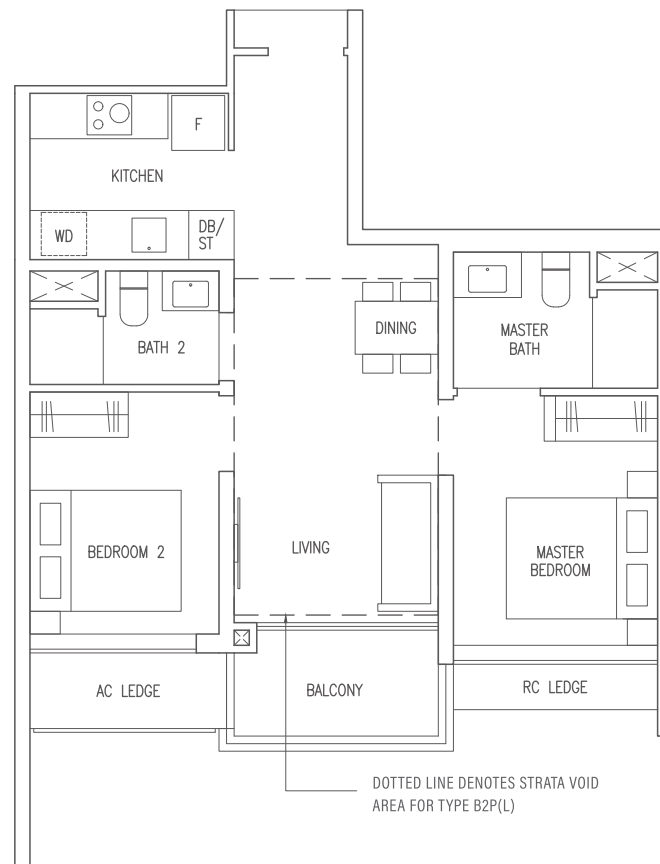 F
KITCHEN
WD
DB/
ST
BATH 2
DINING
MASTER
BATH
BEDROOM 2
LIVING
MASTER
BEDROOM
AC LEDGE
BALCONY
RC LEDGE
DOTTED LINE DENOTES STRATA VOID
AREA FOR TYPE B2P(L)